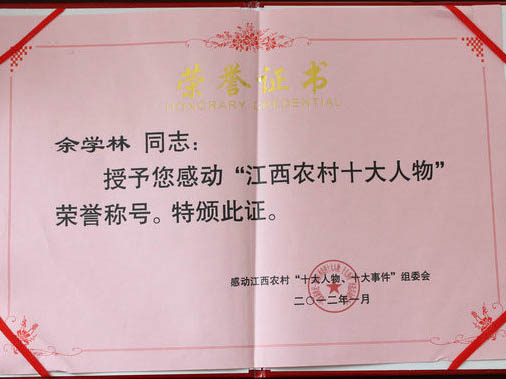 荣誉证书
HONORARY CREDENTIAL
余学林 同志：
授予您感动“江西农村十大人物”
荣誉称号。特颁此证。
感动江西农村“十大人物、十大事件”组委会
二〇一二年一月